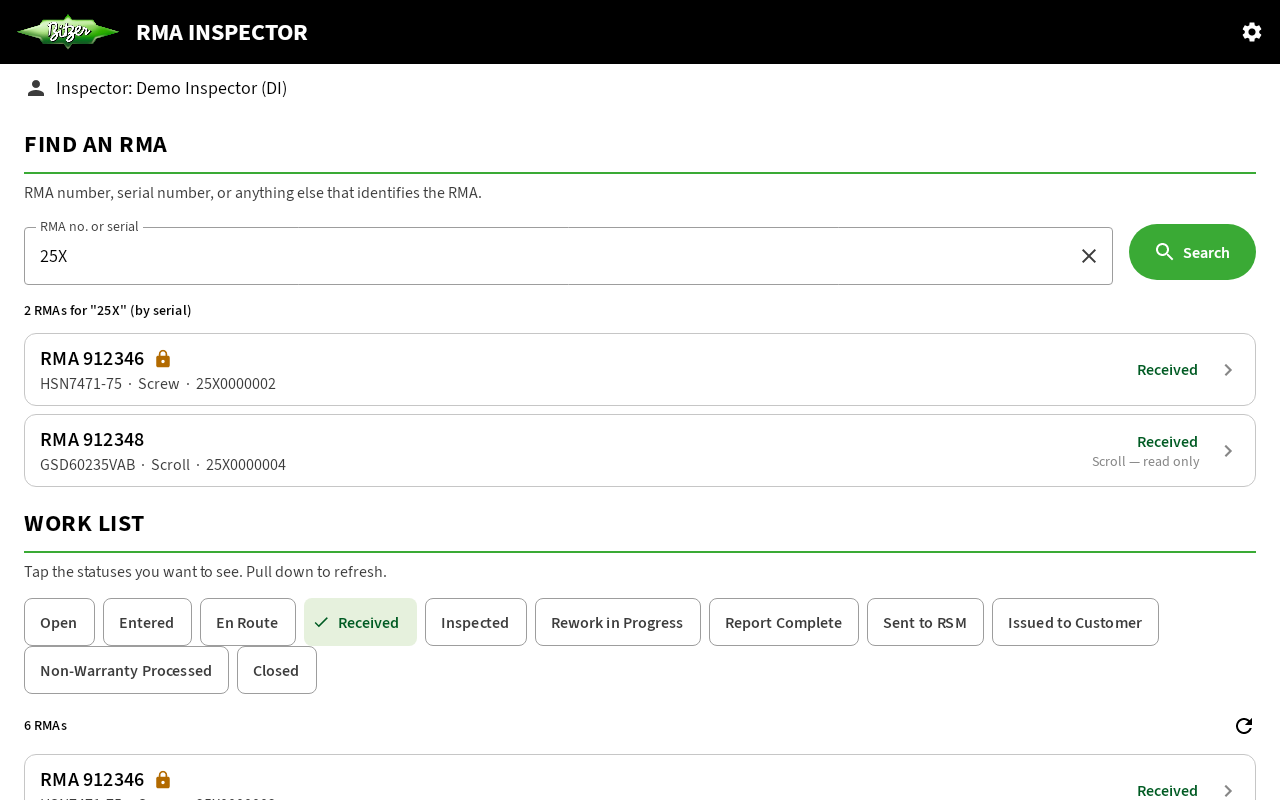 Bitzer
RMA INSPECTOR
Inspector: Demo Inspector (DI)
FIND AN RMA
RMA number, serial number, or anything else that identifies the RMA.
RMA no. or serial
25X
Search
2 RMAs for "25X" (by serial)
RMA 912346
HSN7471-75 · Screw · 25X0000002
Received
RMA 912348
GSD60235VAB · Scroll · 25X0000004
Received
Scroll — read only
WORK LIST
Tap the statuses you want to see. Pull down to refresh.
Open
Entered
En Route
Received
Inspected
Rework in Progress
Report Complete
Sent to RSM
Issued to Customer
Non-Warranty Processed
Closed
6 RMAs
RMA 912346
Received